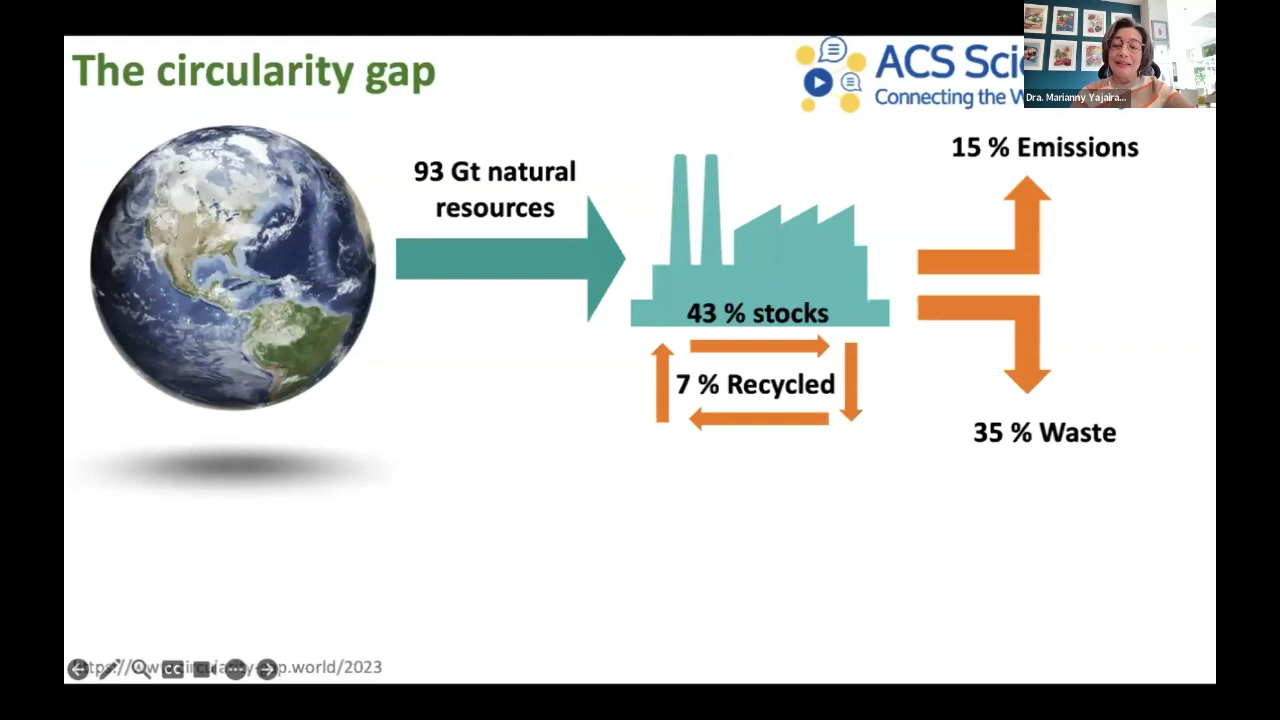 The circularity gap
ACS Sci
Connecting the W
Dra. Marianny Yajaira...
93 Gt natural
resources
15 % Emissions
43 % stocks
7 % Recycled
35 % Waste
cc
p.world/2023